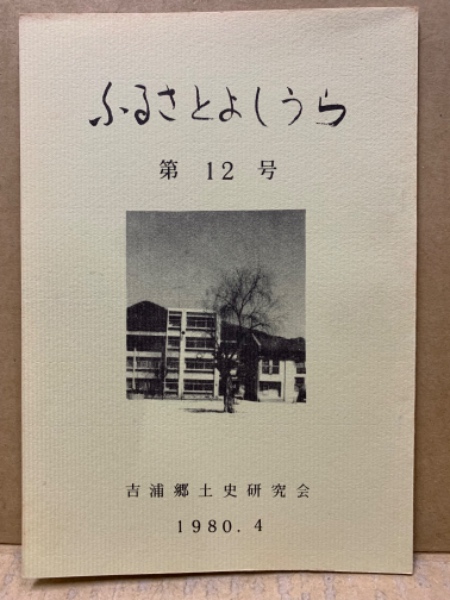 ふるさとよしうら
第 12 号
吉浦郷土史研究会
1980. 4